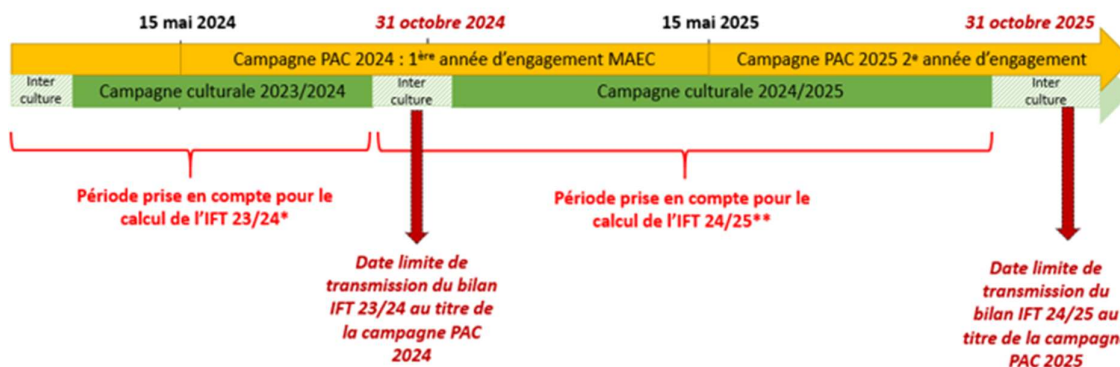 15 mai 2024
31 octobre 2024
15 mai 2025
31 octobre 2025
Campagne PAC 2024 : 1ère année d'engagement MAEC
Campagne PAC 2025 2e année d'engagement
Inter
culture
Campagne culturale 2023/2024
Inter
culture
Campagne culturale 2024/2025
Inter
culture
Période prise en compte pour le
calcul de l'IFT 23/24*
Période prise en compte pour le
calcul de l'IFT 24/25**
Date limite de
transmission du bilan
IFT 23/24 au titre de
la campagne PAC
2024
Date limite de
transmission du
bilan IFT 24/25 au
titre de la campagne
PAC 2025